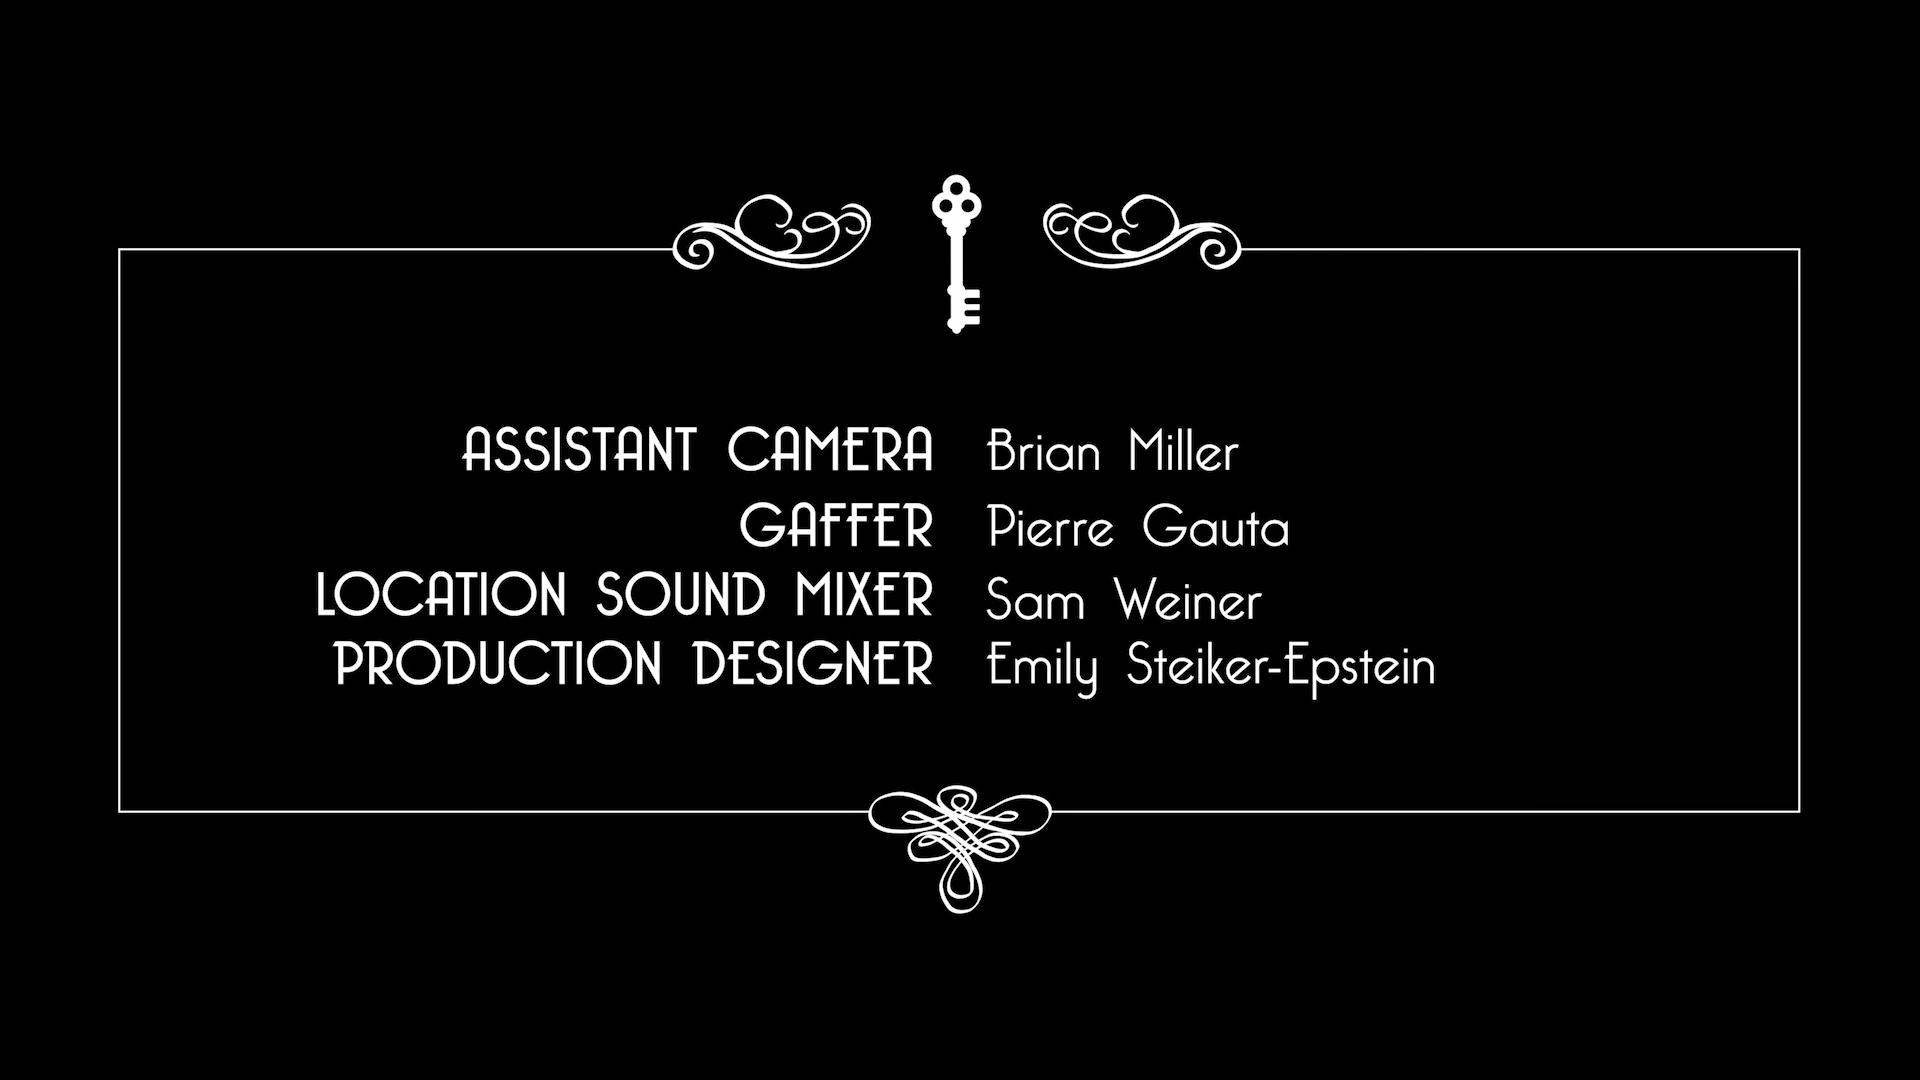 ASSISTANT CAMERA Brian Miller
GAFFER Pierre Gauta
LOCATION SOUND MIXER Sam Weiner
PRODUCTION DESIGNER Emily Steiker-Epstein